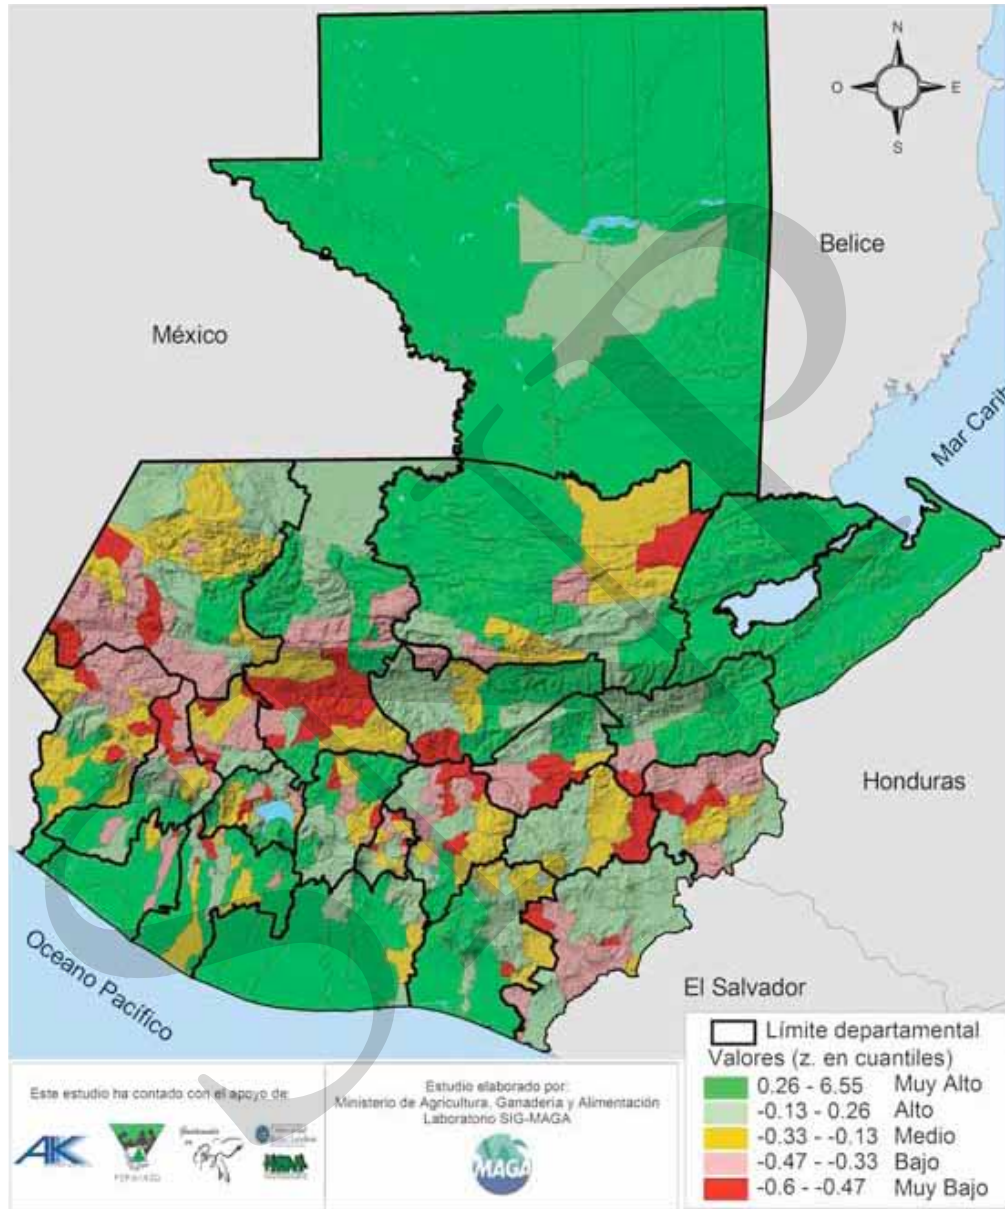 N
O
E
S
Belice
México
Mar Carib
Honduras
Oceano Pacífico
El Salvador
Límite departamental
Valores (z. en cuantiles)
0.26 - 6.55 Muy Alto
-0.13 - 0.26 Alto
-0.33 - -0.13 Medio
-0.47 - -0.33 Bajo
-0.6 - -0.47 Muy Bajo
Este estudio ha contado con el apoyo de:
AK
Estudio elaborado por:
Ministerio de Agricultura, Ganadería y Alimentación
Laboratorio SIG-MAGA
MAGA